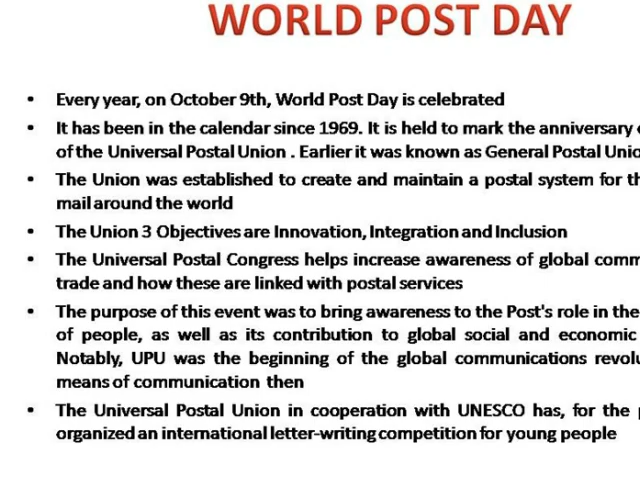 WORLD POST DAY
• Every year, on October 9th, World Post Day is celebrated
• It has been in the calendar since 1969. It is held to mark the anniversary
of the Universal Postal Union . Earlier it was known as General Postal
• The Union was established to create and maintain a postal system for
mail around the world
• The Union 3 Objectives are Innovation, Integration and Inclusion
• The Universal Postal Congress helps increase awareness of global
trade and how these are linked with postal services
• The purpose of this event was to bring awareness to the Post's role in the
of people, as well as its contribution to global social and economic
Notably, UPU was the beginning of the global communications
means of communication then
• The Universal Postal Union in cooperation with UNESCO has, for the
organized an international letter-writing competition for young people